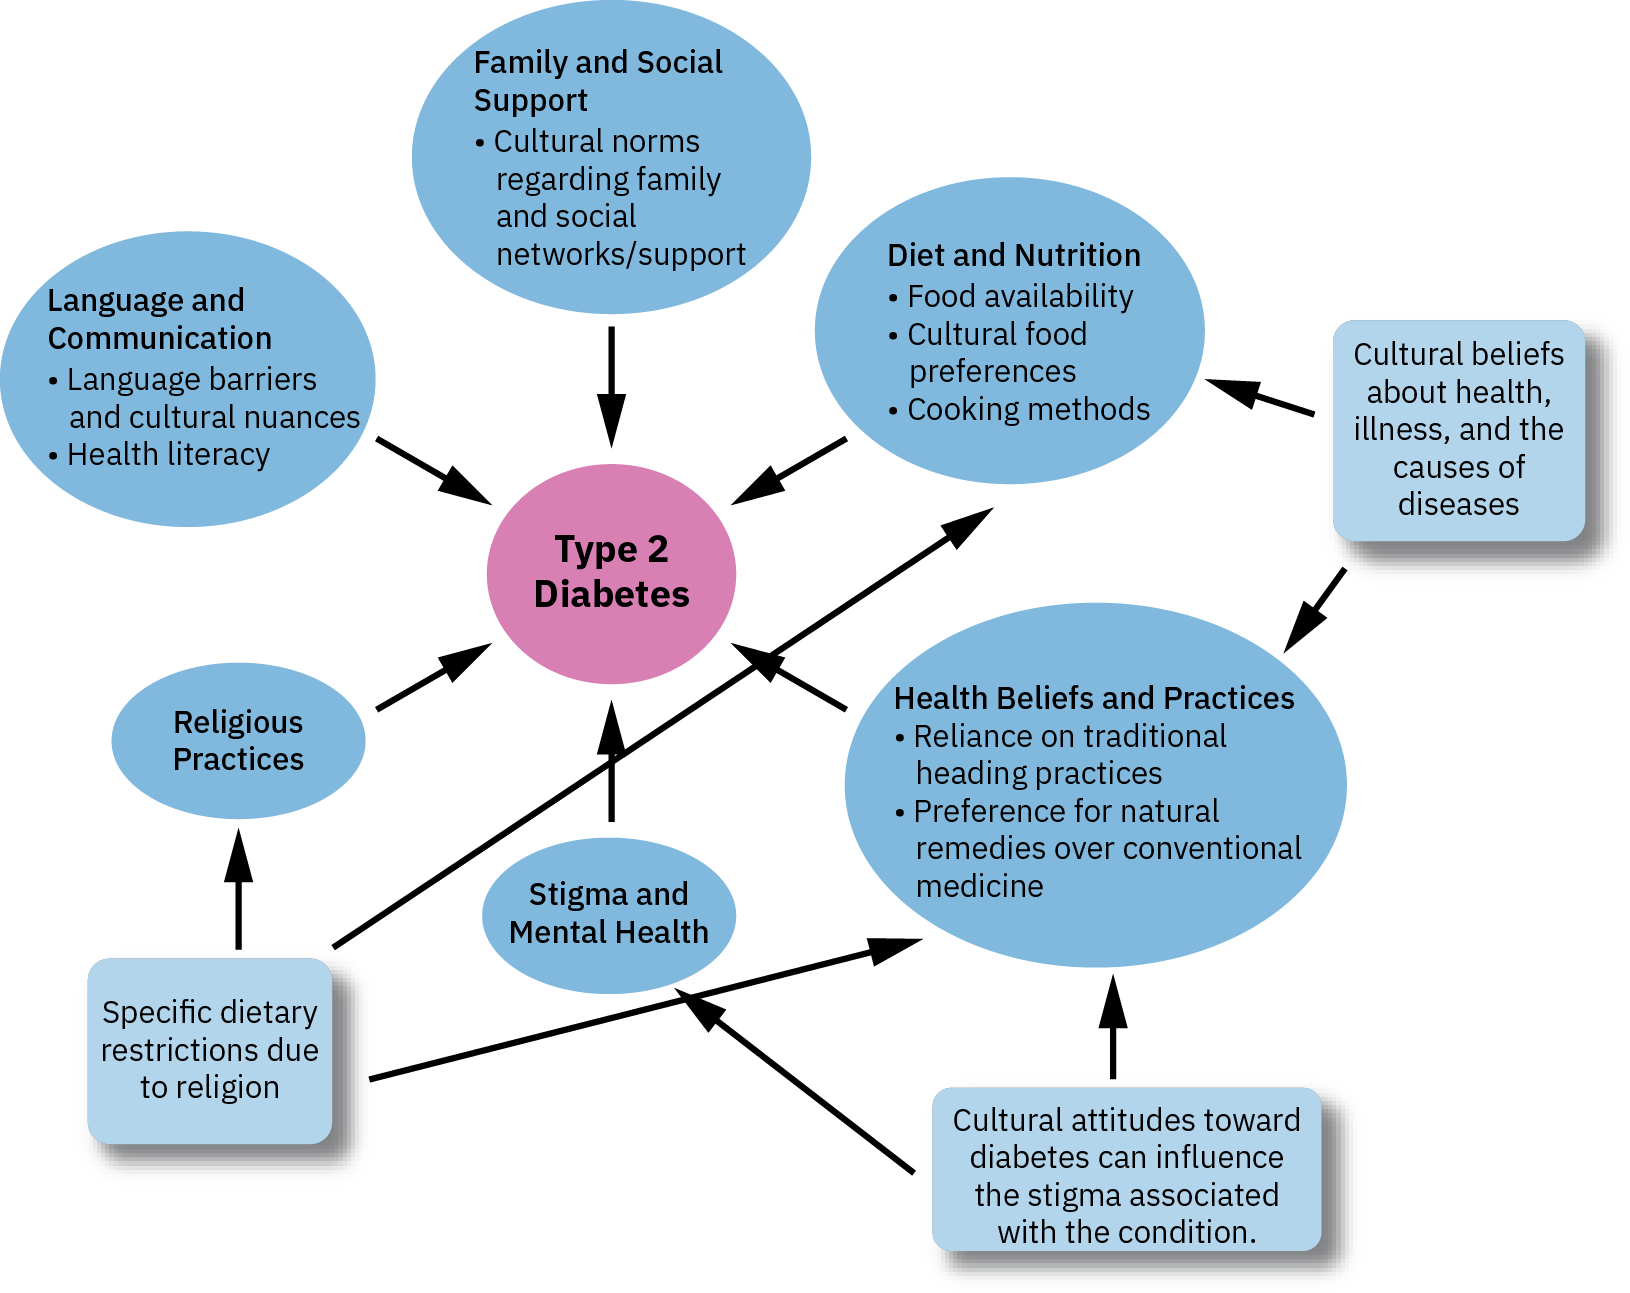 Family and Social
Support
• Cultural norms
regarding family
and social
networks/support
Diet and Nutrition
• Food availability
• Cultural food
preferences
• Cooking methods
Language and
Communication
• Language barriers
and cultural nuances
• Health literacy
Cultural beliefs
about health,
illness, and the
causes of
diseases
Type 2
Diabetes
Religious
Practices
Health Beliefs and Practices
• Reliance on traditional
heading practices
• Preference for natural
remedies over conventional
medicine
Stigma and
Mental Health
Specific dietary
restrictions due
to religion
Cultural attitudes toward
diabetes can influence
the stigma associated
with the condition.